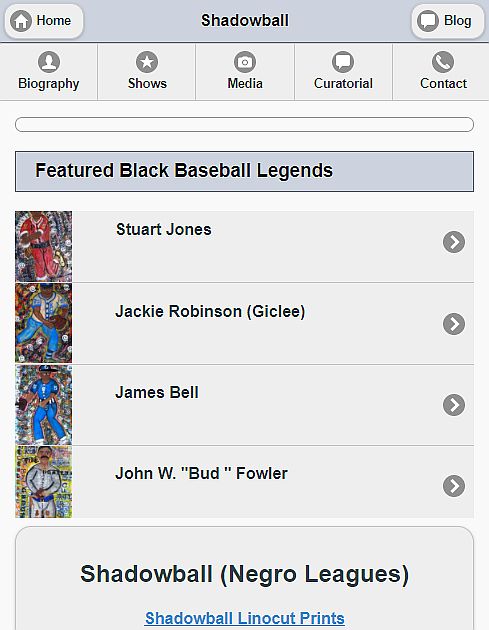 Home
Shadowball
Blog
Biography
Shows
Media
Curatorial
Contact
Featured Black Baseball Legends
Stuart Jones
Jackie Robinson (Giclee)
James Bell
John W. "Bud " Fowler
Shadowball (Negro Leagues)
Shadowball Linocut Prints